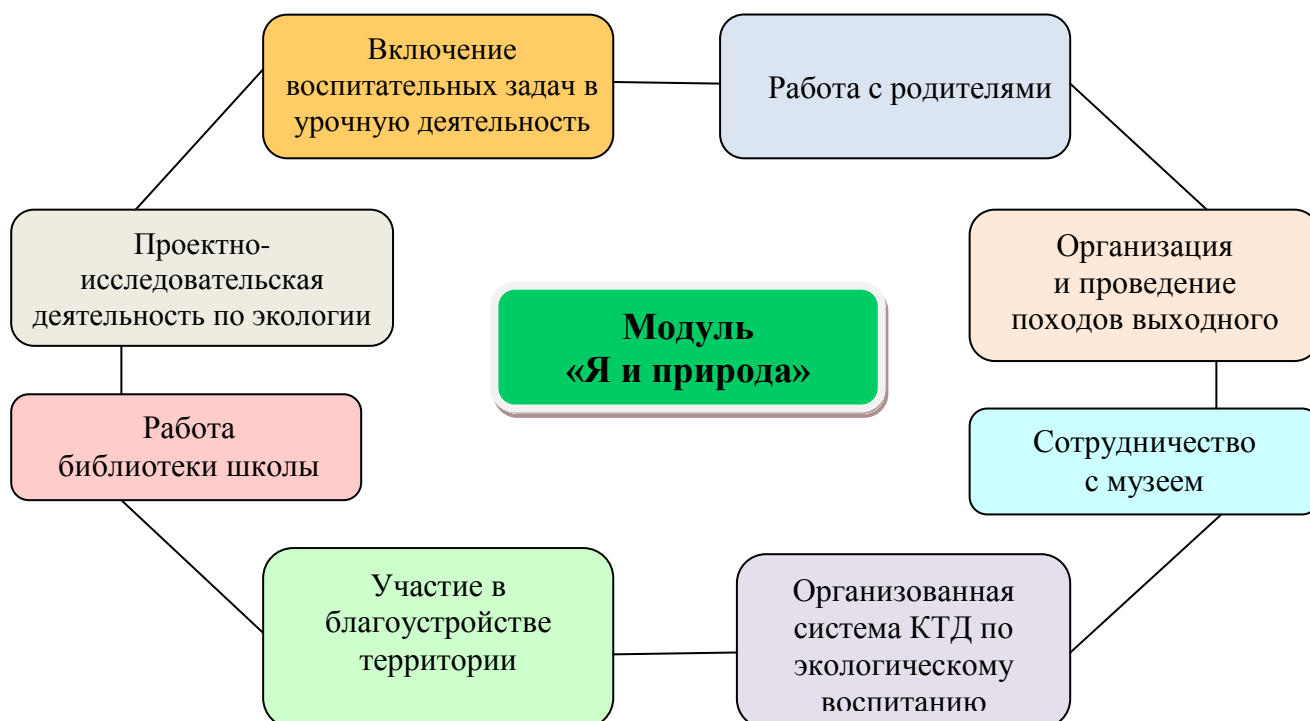 Включение
воспитательных задач в
урочную деятельность
Работа с родителями
Проектно-
исследовательская
деятельность по экологии
Организация
и проведение
походов выходного
Модуль
«Я и природа»
Работа
библиотеки школы
Сотрудничество
с музеем
Участие в
благоустройстве
территории
Организованная
система КТД по
экологическому
воспитанию